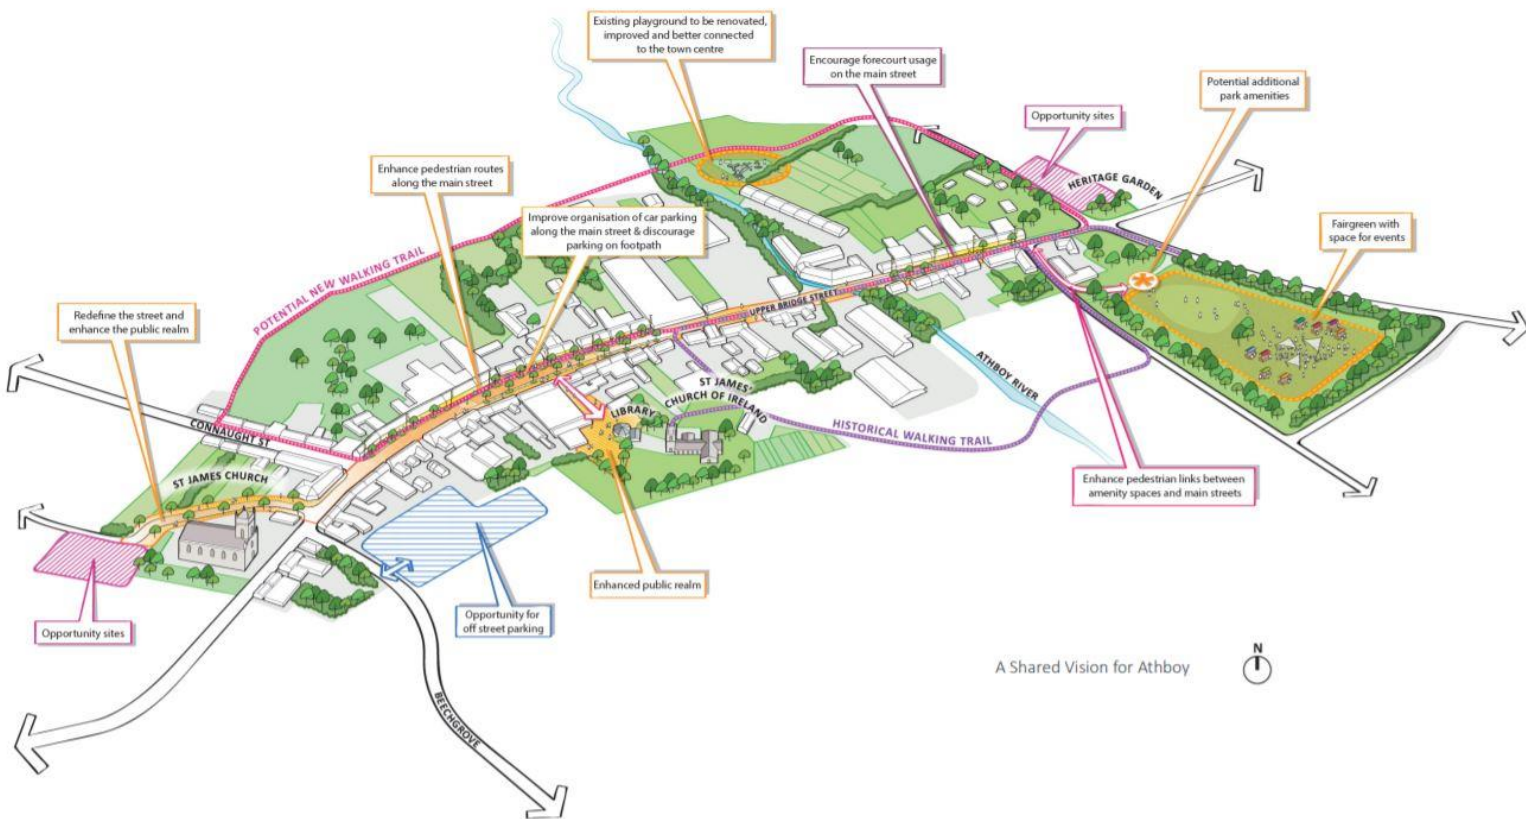 Existing playground to be renovated,
improved and better connected
to the town centre
Encourage forecourt usage
on the main street
Potential additional
park amenities
Opportunity sites
Enhance pedestrian routes
along the main street
HERITAGE GARDEN
Improve organisation of car parking
along the main street & discourage
parking on footpath
Fairgreen with
space for events
POTENTIAL NEW WALKING TRAIL
Redefine the street and
enhance the public realm
UPPER BRIDGE STREET
ATHBOY RIVER
ST JAMES'
CHURCH OF IRELAND
LIBRARY
HISTORICAL WALKING TRAIL
CONNAUGHT ST
ST JAMES CHURCH
Enhance pedestrian links between
amenity spaces and main streets
Enhanced public realm
Opportunity for
off street parking
Opportunity sites
BEECHGROVE
A Shared Vision for Athboy
N